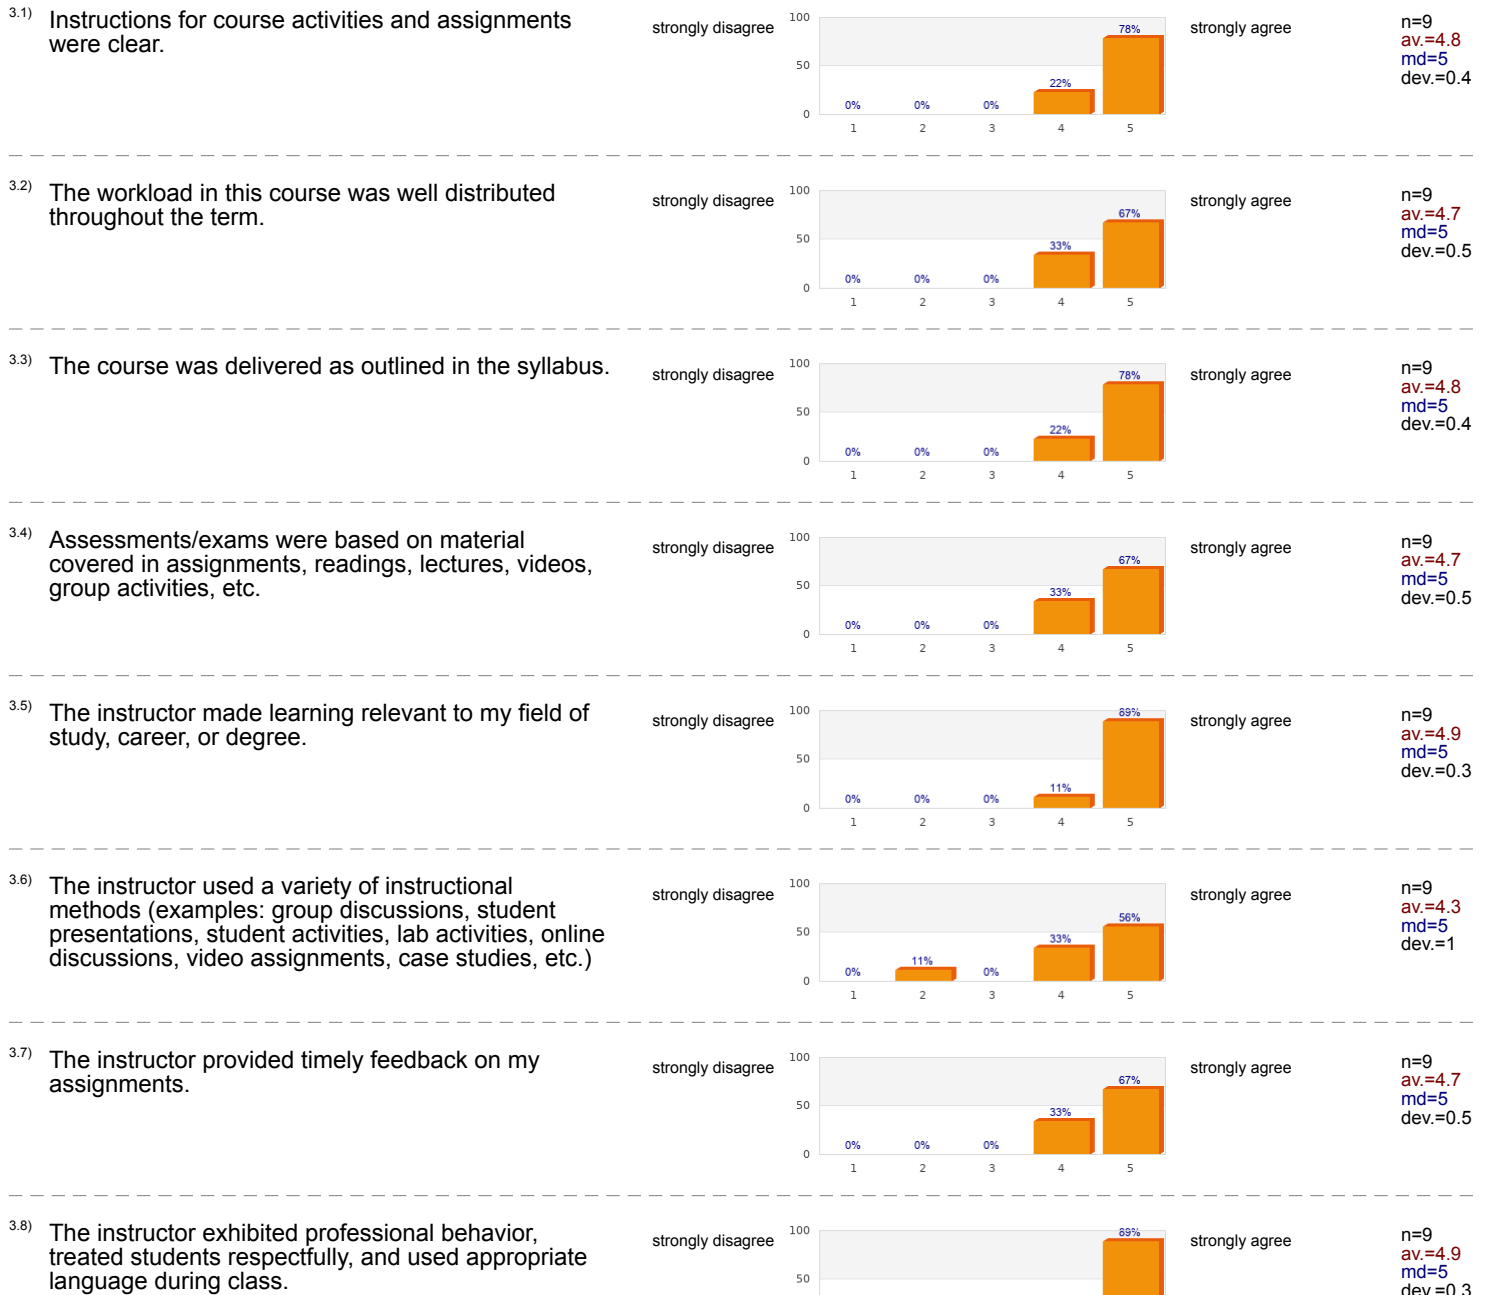 3.1) Instructions for course activities and assignments
were clear.
strongly disagree
100
50
0
0% 0% 0% 22% 78%
1 2 3 4 5
strongly agree
n=9
av.=4.8
md=5
dev.=0.4
3.2) The workload in this course was well distributed
throughout the term.
strongly disagree
100
50
0
0% 0% 0% 33% 67%
1 2 3 4 5
strongly agree
n=9
av.=4.7
md=5
dev.=0.5
3.3) The course was delivered as outlined in the syllabus.
strongly disagree
100
50
0
0% 0% 0% 22% 78%
1 2 3 4 5
strongly agree
n=9
av.=4.8
md=5
dev.=0.4
3.4) Assessments/exams were based on material
covered in assignments, readings, lectures, videos,
group activities, etc.
strongly disagree
100
50
0
0% 0% 0% 33% 67%
1 2 3 4 5
strongly agree
n=9
av.=4.7
md=5
dev.=0.5
3.5) The instructor made learning relevant to my field of
study, career, or degree.
strongly disagree
100
50
0
0% 0% 0% 11% 89%
1 2 3 4 5
strongly agree
n=9
av.=4.9
md=5
dev.=0.3
3.6) The instructor used a variety of instructional
methods (examples: group discussions, student
presentations, student activities, lab activities, online
discussions, video assignments, case studies, etc.)
strongly disagree
100
50
0
0% 11% 0% 33% 56%
1 2 3 4 5
strongly agree
n=9
av.=4.3
md=5
dev.=1
3.7) The instructor provided timely feedback on my
assignments.
strongly disagree
100
50
0
0% 0% 0% 33% 67%
1 2 3 4 5
strongly agree
n=9
av.=4.7
md=5
dev.=0.5
3.8) The instructor exhibited professional behavior,
treated students respectfully, and used appropriate
language during class.
strongly disagree
100
50
89%
strongly agree
n=9
av.=4.9
md=5
dev.=0.3